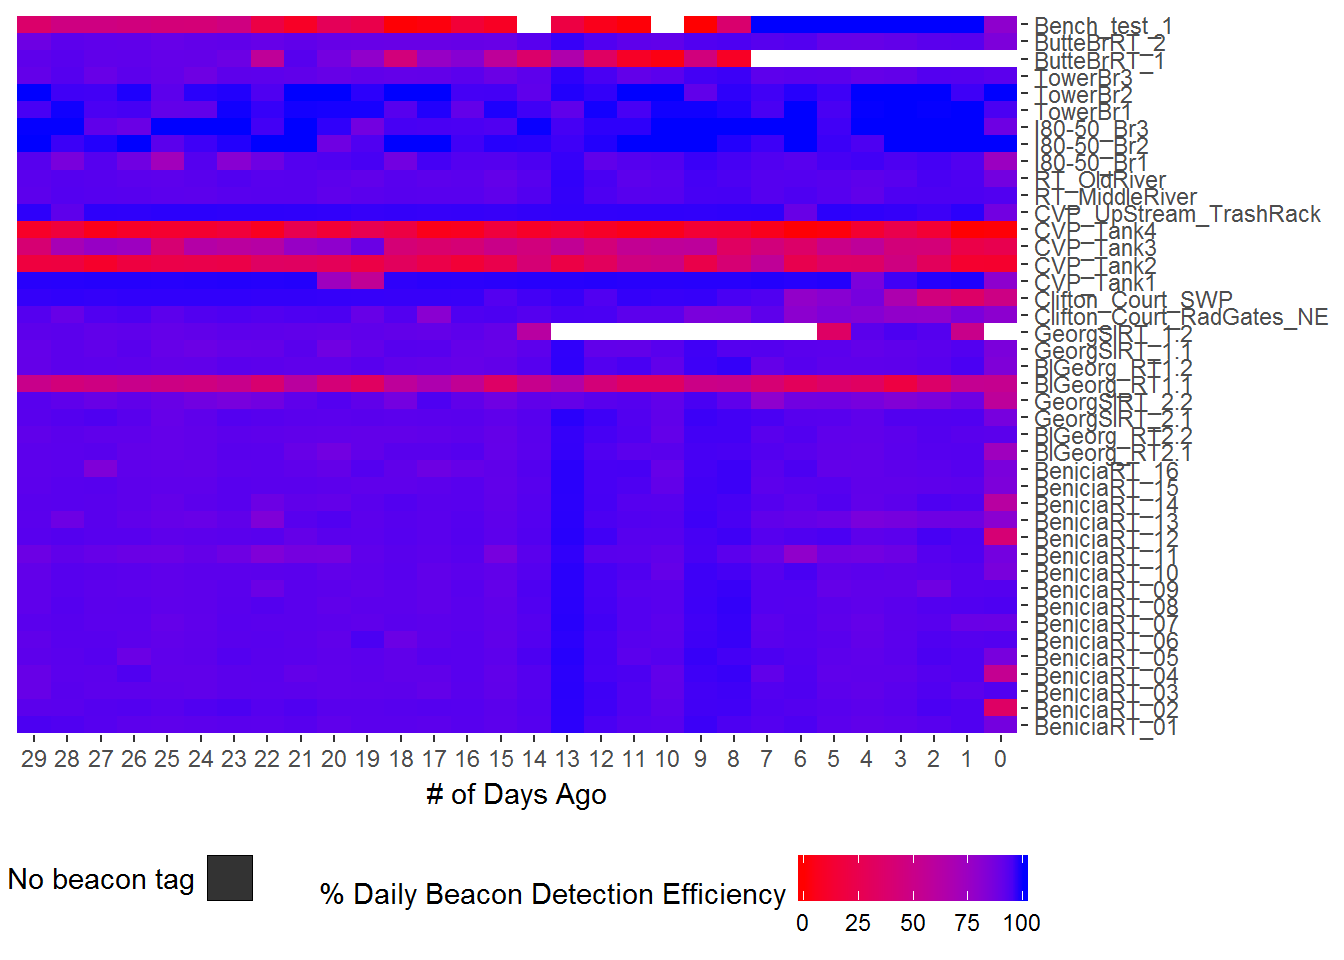 Bench_test_1
ButteBrRT_2
ButteBrRT_1
TowerBr3
TowerBr2
TowerBr1
I80-50_Br3
I80-50_Br2
I80-50_Br1
RT_OldRiver
RT_MiddleRiver
CVP_UpStream_TrashRack
CVP_Tank4
CVP_Tank3
CVP_Tank2
CVP_Tank1
Clifton_Court_SWP
Clifton_Court_RadGates_NE
GeorgSlRT_1.2
GeorgSlRT_1.1
BlGeorg_RT1.2
BlGeorg_RT1.1
GeorgSlRT_2.2
GeorgSlRT_2.1
BlGeorg_RT2.2
BlGeorg_RT2.1
BeniciaRT_16
BeniciaRT_15
BeniciaRT_14
BeniciaRT_13
BeniciaRT_12
BeniciaRT_11
BeniciaRT_10
BeniciaRT_09
BeniciaRT_08
BeniciaRT_07
BeniciaRT_06
BeniciaRT_05
BeniciaRT_04
BeniciaRT_03
BeniciaRT_02
BeniciaRT_01
29 28 27 26 25 24 23 22 21 20 19 18 17 16 15 14 13 12 11 10 9 8 7 6 5 4 3 2 1 0
# of Days Ago
No beacon tag
% Daily Beacon Detection Efficiency
0 25 50 75 100